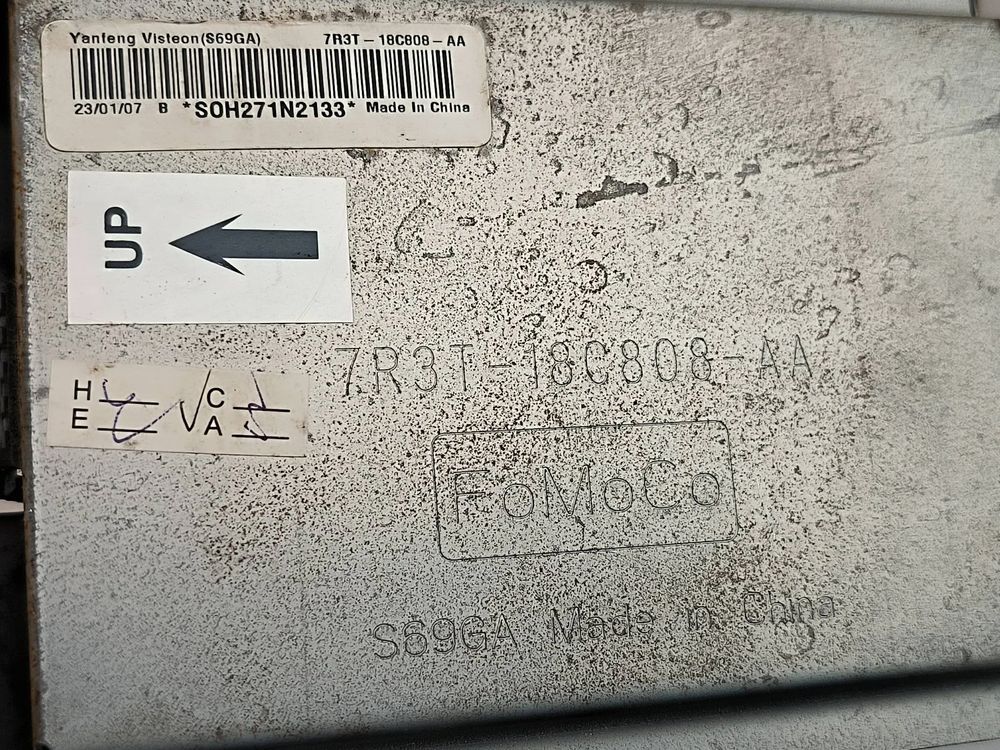 Yanfeng Visteon(S69GA) 7R3T-18C808-AA
23/01/07 B *SOH271N2133* Made In China
UP
H C
E A
7R3T-18C808-AA
FoMoCo
S69GA Made in China